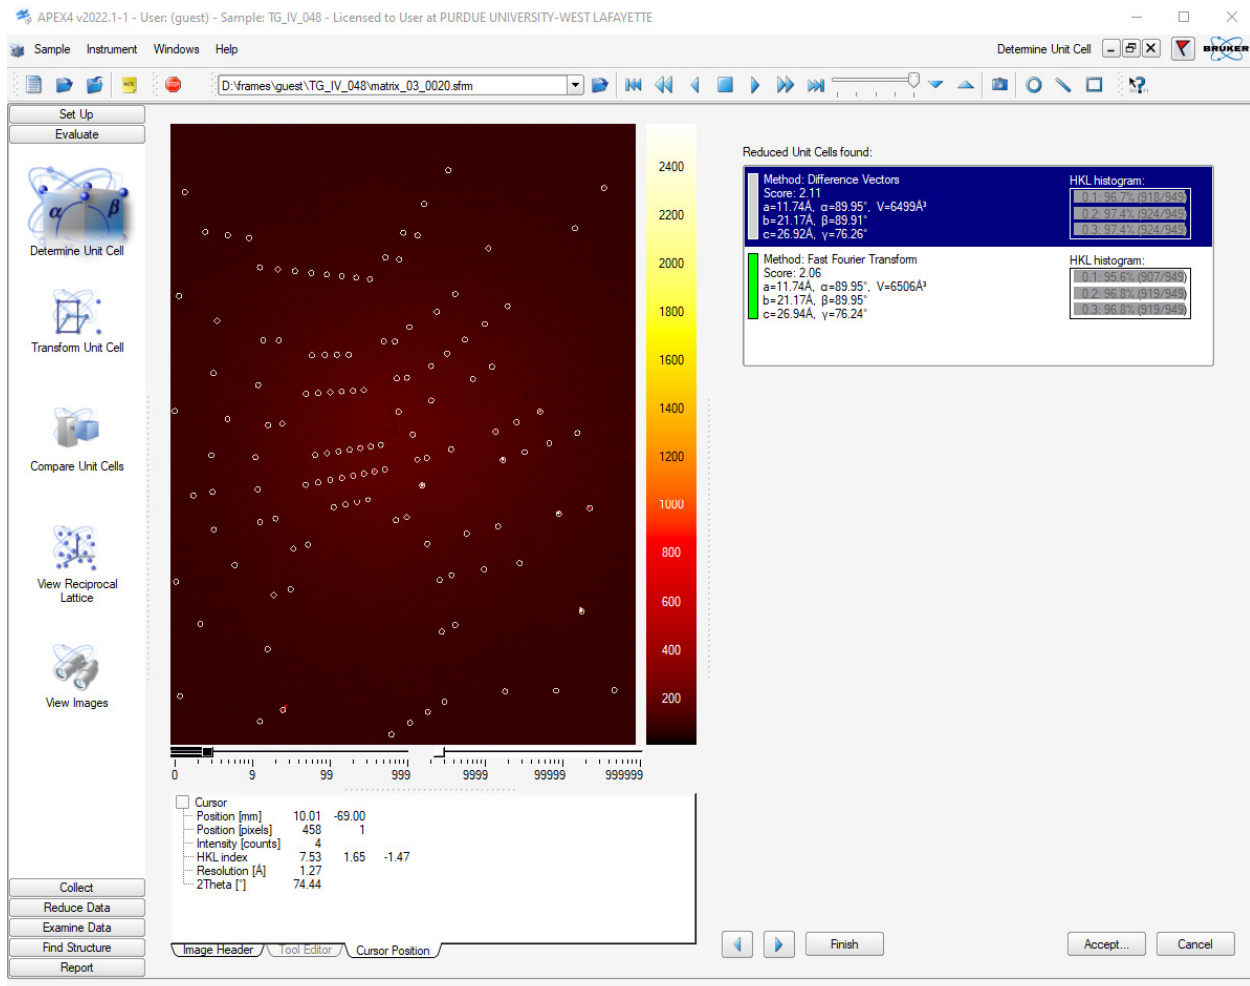 APEX4 v2022.1-1 - User: (guest) - Sample: TG_IV_048 - Licensed to User at PURDUE UNIVERSITY-WEST LAFAYETTE
Sample Instrument Windows Help
Determine Unit Cell
BRUKER
NOTE
STOP
D:\frames\guest\TG_IV_048\matrix_03_0020.sfrm
Set Up
Evaluate
α β
Determine Unit Cell
Transform Unit Cell
Compare Unit Cells
View Reciprocal
Lattice
View Images
Collect
Reduce Data
Examine Data
Find Structure
Report
2400
2200
2000
1800
1600
1400
1200
1000
800
600
400
200
0 9 99 999 9999 99999 999999
Cursor
Position [mm] 10.01 -69.00
Position [pixels] 458 1
Intensity [counts] 4
HKL index 7.53 1.65 -1.47
Resolution [Å] 1.27
2Theta [°] 74.44
Image Header Tool Editor Cursor Position
Reduced Unit Cells found:
Method: Difference Vectors
Score: 2.11
a=11.74Å, α=89.95°, V=6499Å³
b=21.17Å, β=89.91°
c=26.92Å, γ=76.26°
HKL histogram:
0.1: 96.7% (918/949)
0.2: 97.4% (924/949)
0.3: 97.4% (924/949)
Method: Fast Fourier Transform
Score: 2.06
a=11.74Å, α=89.95°, V=6506Å³
b=21.17Å, β=89.95°
c=26.94Å, γ=76.24°
HKL histogram:
0.1: 95.6% (907/949)
0.2: 96.8% (919/949)
0.3: 96.8% (919/949)
Finish
Accept...
Cancel